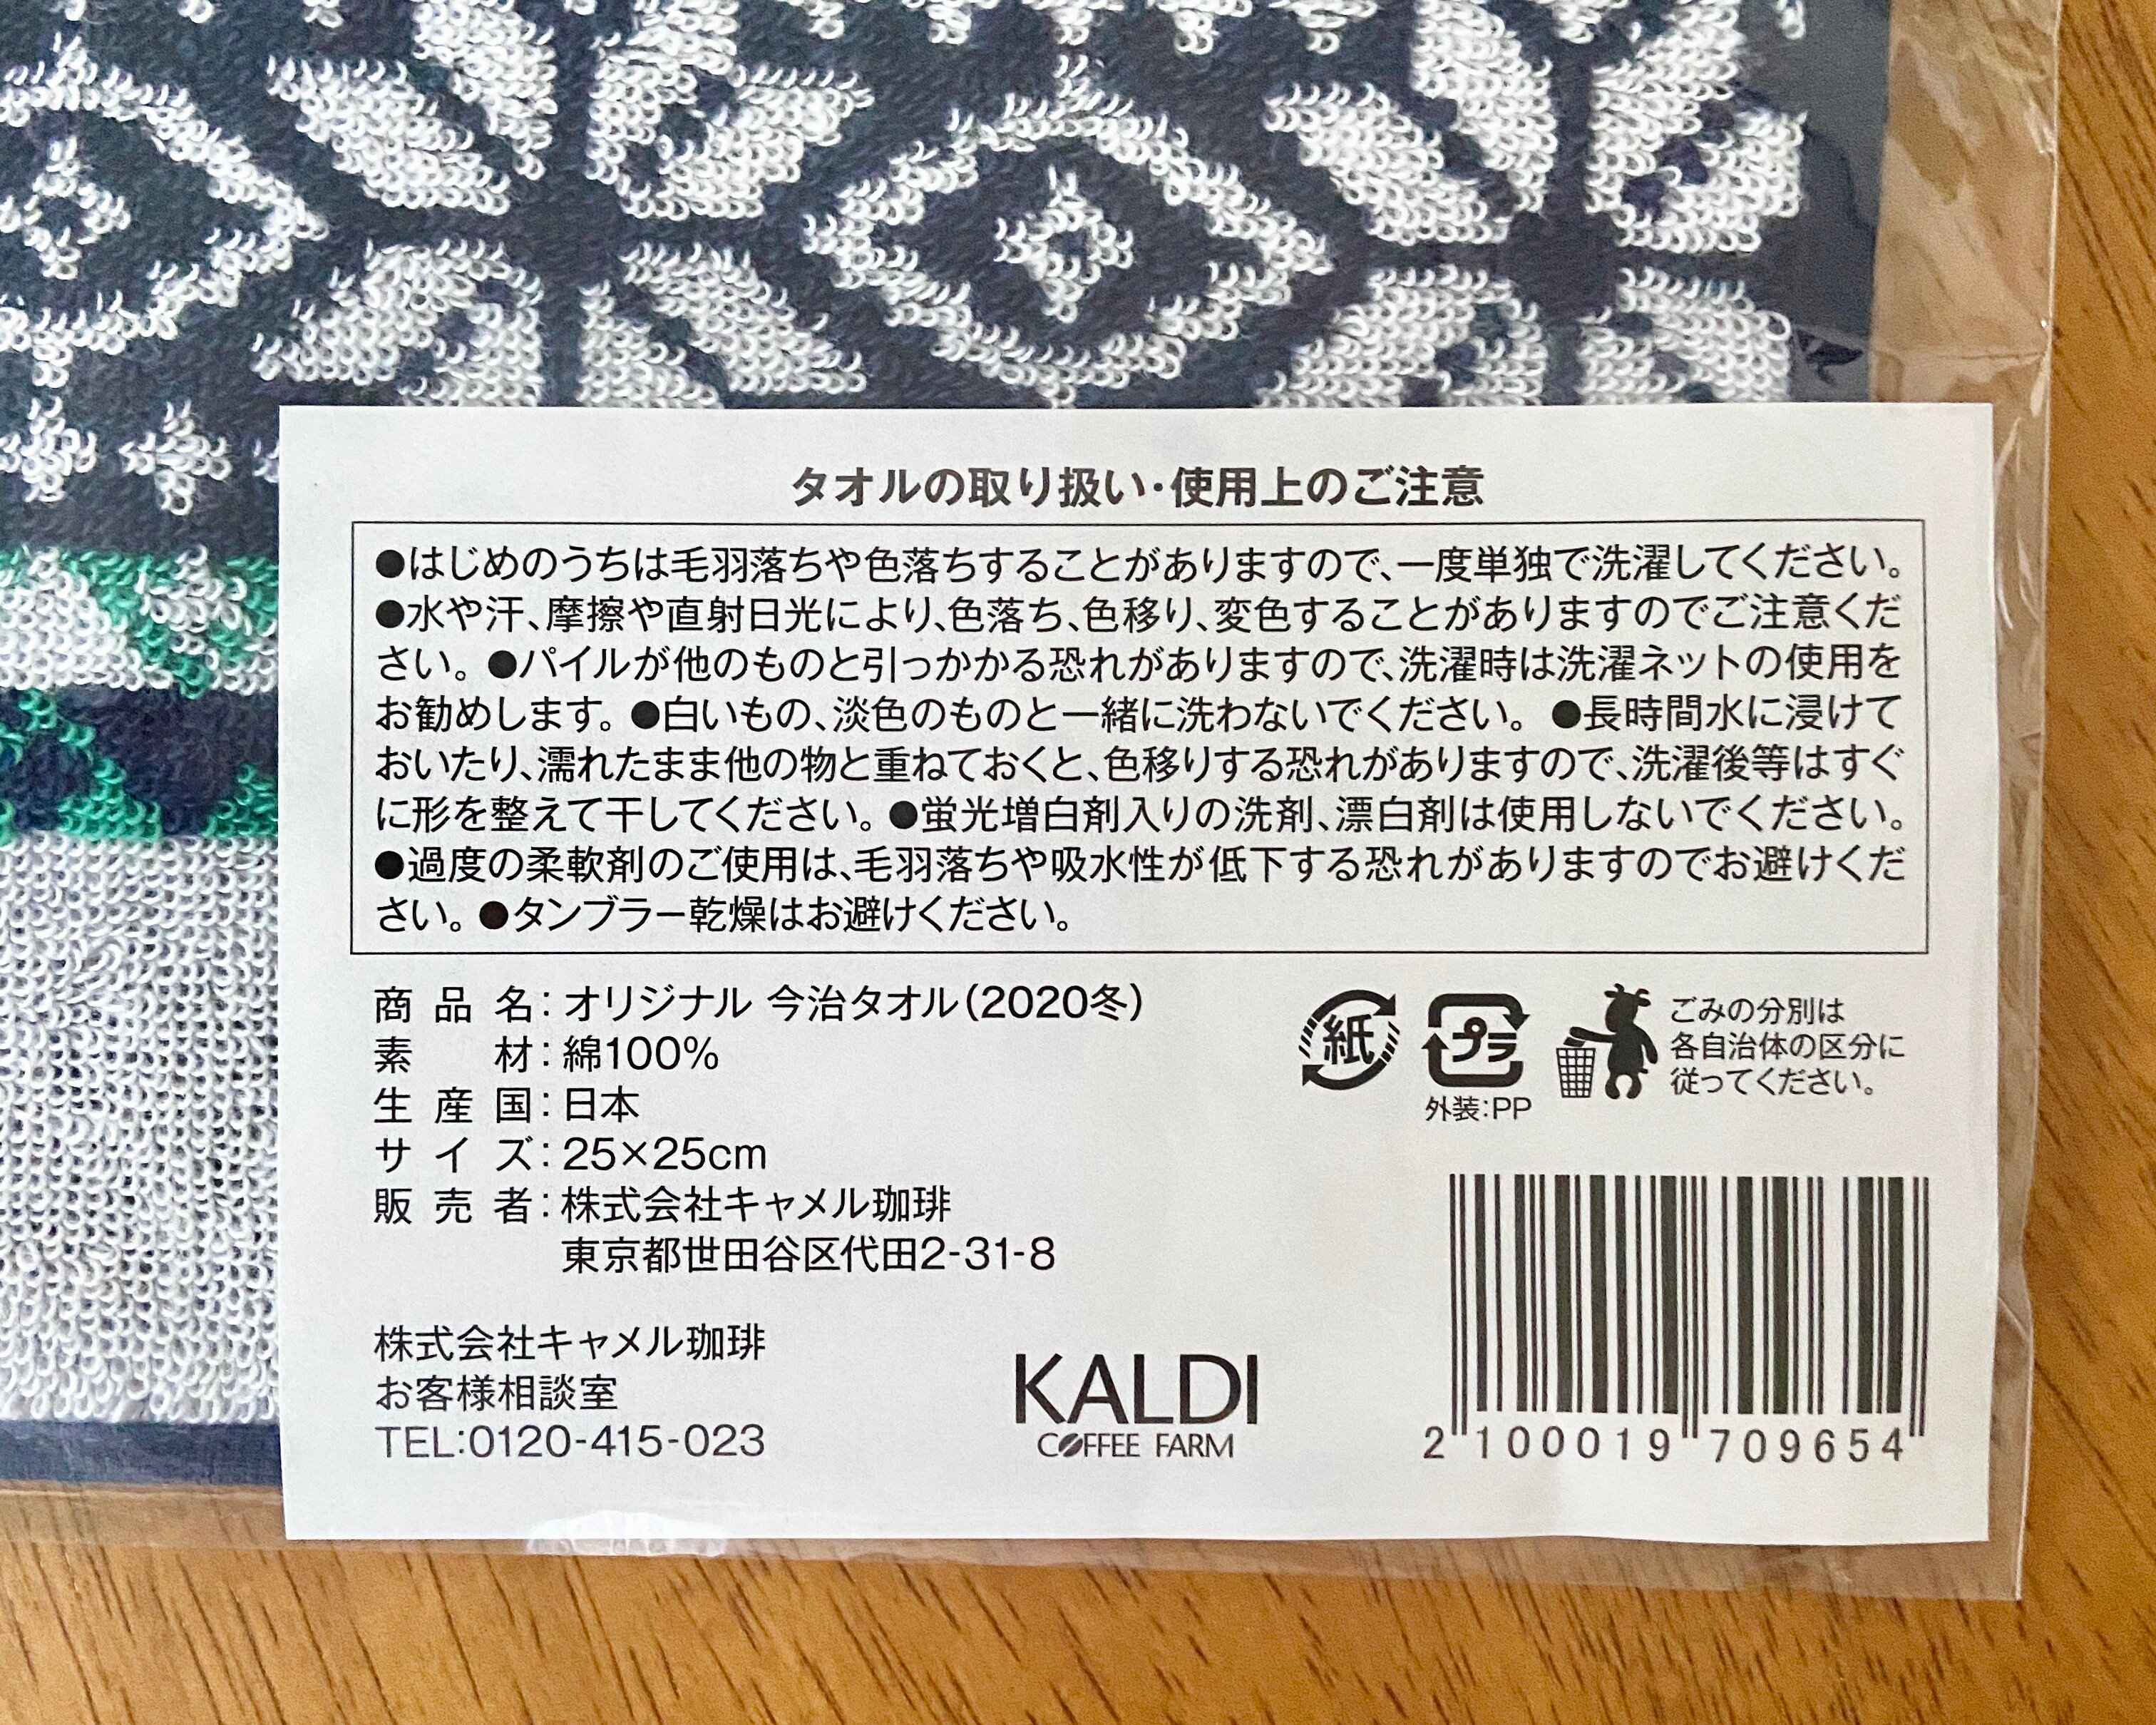 タオルの取り扱い・使用上のご注意
●はじめのうちは毛羽落ちや色落ちすることがありますので、一度単独で洗濯してください。
●水や汗、摩擦や直射日光により、色落ち、色移り、変色することがありますのでご注意くだ
さい。●パイルが他のものと引っかかる恐れがありますので、洗濯時は洗濯ネットの使用を
お勧めします。●白いもの、淡色のものと一緒に洗わないでください。●長時間水に浸けて
おいたり、濡れたまま他の物と重ねておくと、色移りする恐れがありますので、洗濯後等はすぐ
に形を整えて干してください。●蛍光増白剤入りの洗剤、漂白剤は使用しないでください。
●過度の柔軟剤のご使用は、毛羽落ちや吸水性が低下する恐れがありますのでお避けくだ
さい。●タンブラー乾燥はお避けください。
商品名：オリジナル 今治タオル（2020冬）
素材：綿100%
生産国：日本
サイズ：25×25cm
販売者：株式会社キャメル珈琲
東京都世田谷区代田2-31-8
紙
プラ
外装：PP
ごみの分別は
各自治体の区分に
従ってください。
株式会社キャメル珈琲
お客様相談室
TEL:0120-415-023
KALDI
COFFEE FARM
2 100019 709654